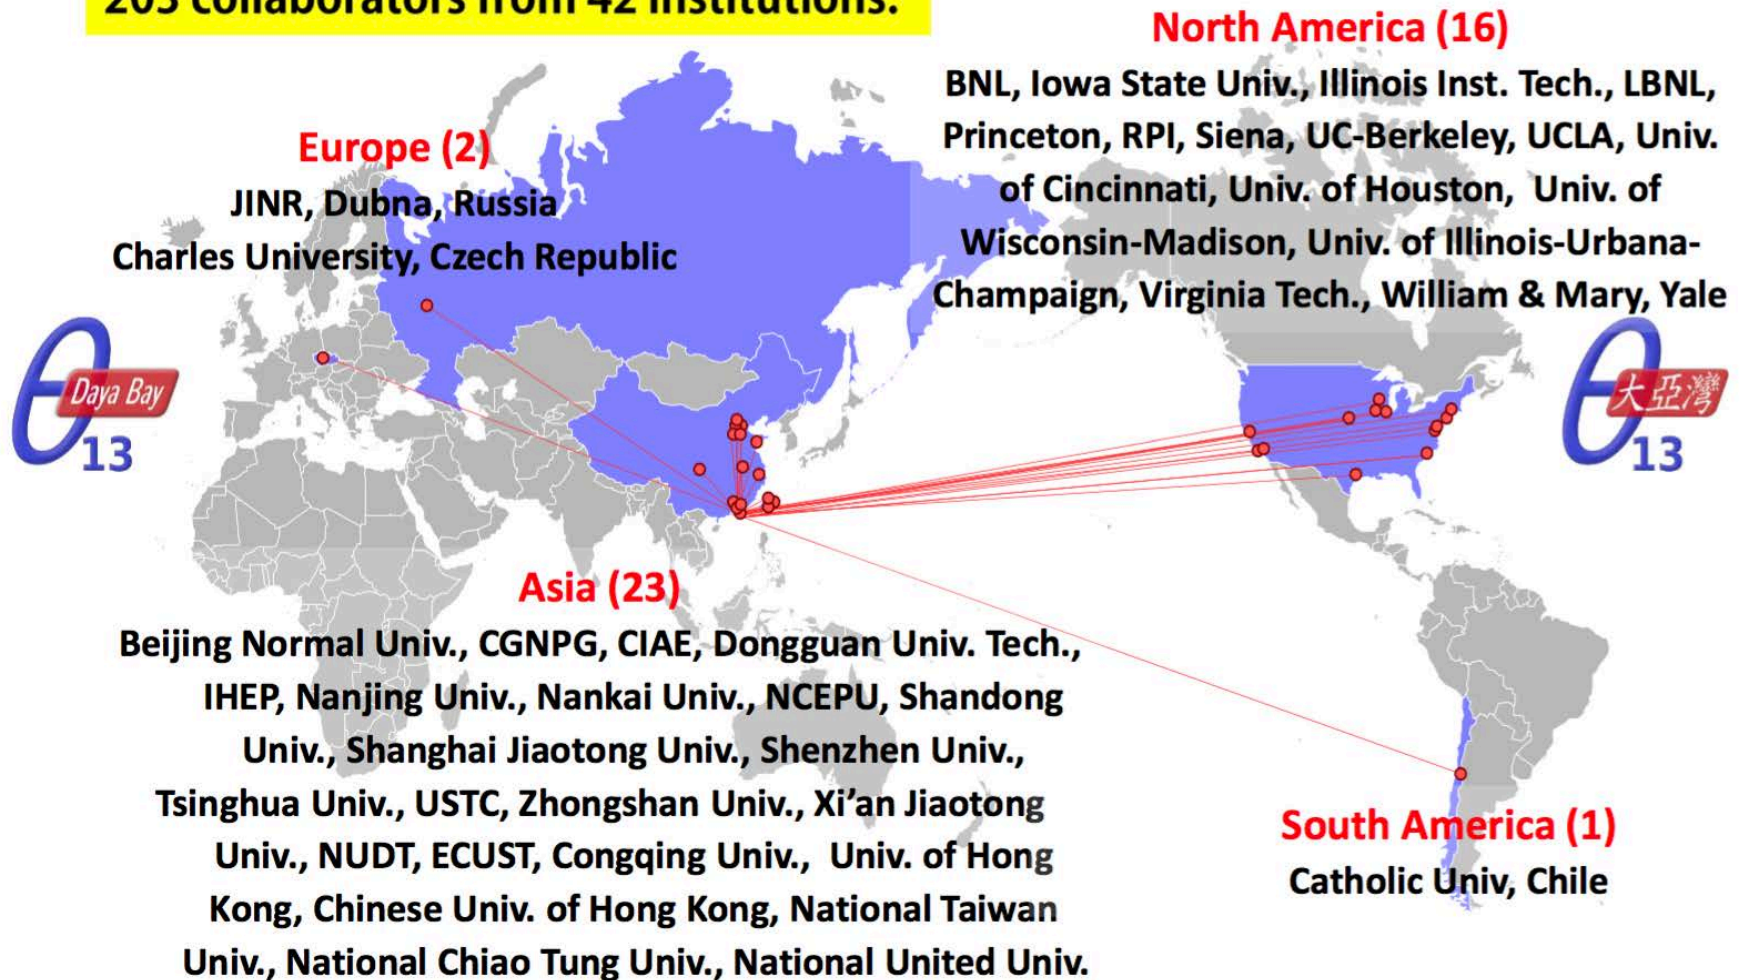 203 collaborators from 42 institutions:
North America (16)
BNL, Iowa State Univ., Illinois Inst. Tech., LBNL,
Princeton, RPI, Siena, UC-Berkeley, UCLA, Univ.
of Cincinnati, Univ. of Houston, Univ. of
Wisconsin-Madison, Univ. of Illinois-Urbana-
Champaign, Virginia Tech., William & Mary, Yale
Europe (2)
JINR, Dubna, Russia
Charles University, Czech Republic
θ
Daya Bay
13
θ
大亞灣
13
Asia (23)
Beijing Normal Univ., CGNPG, CIAE, Dongguan Univ. Tech.,
IHEP, Nanjing Univ., Nankai Univ., NCEPU, Shandong
Univ., Shanghai Jiaotong Univ., Shenzhen Univ.,
Tsinghua Univ., USTC, Zhongshan Univ., Xi’an Jiaotong
Univ., NUDT, ECUST, Congqing Univ., Univ. of Hong
Kong, Chinese Univ. of Hong Kong, National Taiwan
Univ., National Chiao Tung Univ., National United Univ.
South America (1)
Catholic Univ, Chile